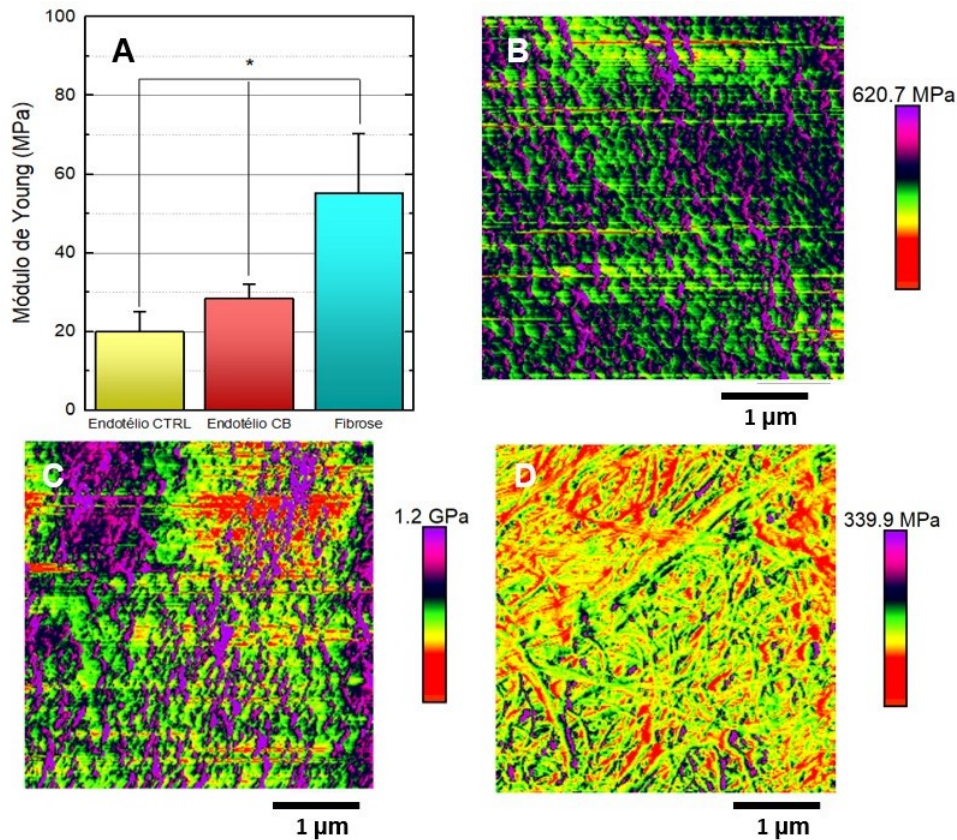 A
Módulo de Young (MPa)
100
80
60
40
20
0
*
Endotélio CTRL
Endotélio CB
Fibrose
B
620.7 MPa
1 µm
C
1.2 GPa
1 µm
D
339.9 MPa
1 µm